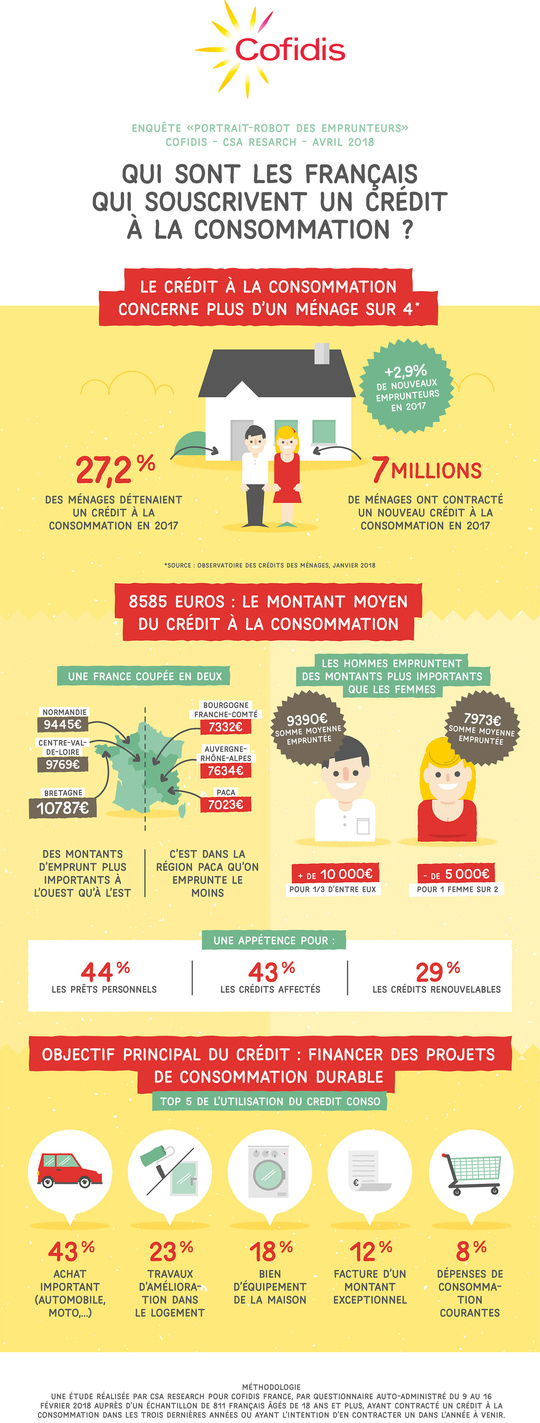 Cofidis
ENQUÊTE «PORTRAIT-ROBOT DES EMPRUNTEURS»
COFIDIS – CSA RESARCH – AVRIL 2018
QUI SONT LES FRANÇAIS
QUI SOUSCRIVENT UN CRÉDIT
À LA CONSOMMATION ?
LE CRÉDIT À LA CONSOMMATION
CONCERNE PLUS D'UN MÉNAGE SUR 4*
+2,9%
DE NOUVEAUX
EMPRUNTEURS
EN 2017
27,2%
DES MÉNAGES DÉTENAIENT
UN CRÉDIT À LA
CONSOMMATION EN 2017
7 MILLIONS
DE MÉNAGES ONT CONTRACTÉ
UN NOUVEAU CRÉDIT À LA
CONSOMMATION EN 2017
*SOURCE : OBSERVATOIRE DES CRÉDITS DES MÉNAGES, JANVIER 2018
8585 EUROS : LE MONTANT MOYEN
DU CRÉDIT À LA CONSOMMATION
UNE FRANCE COUPÉE EN DEUX
NORMANDIE
9445€
CENTRE-VAL-
DE-LOIRE
9769€
BRETAGNE
10787€
BOURGOGNE
FRANCHE-COMTÉ
7332€
AUVERGNE-
RHÔNE-ALPES
7634€
PACA
7023€
DES MONTANTS
D'EMPRUNT PLUS
IMPORTANTS À
L'OUEST QU'À L'EST
C'EST DANS LA
RÉGION PACA QU'ON
EMPRUNTE LE
MOINS
LES HOMMES EMPRUNTENT
DES MONTANTS PLUS IMPORTANTS
QUE LES FEMMES
9390€
SOMME MOYENNE
EMPRUNTÉE
7973€
SOMME MOYENNE
EMPRUNTÉE
+ DE 10 000€
POUR 1/3 D'ENTRE EUX
- DE 5 000€
POUR 1 FEMME SUR 2
UNE APPÉTENCE POUR :
44%
LES PRÊTS PERSONNELS
43%
LES CRÉDITS AFFECTÉS
29%
LES CRÉDITS RENOUVELABLES
OBJECTIF PRINCIPAL DU CRÉDIT : FINANCER DES PROJETS
DE CONSOMMATION DURABLE
TOP 5 DE L'UTILISATION DU CREDIT CONSO
€
43%
ACHAT
IMPORTANT
(AUTOMOBILE,
MOTO,...)
23%
TRAVAUX
D'AMÉLIORA-
TION DANS
LE LOGEMENT
18%
BIEN
D'ÉQUIPEMENT
DE LA MAISON
12%
FACTURE D'UN
MONTANT
EXCEPTIONNEL
8%
DÉPENSES DE
CONSOMMA-
TION
COURANTES
MÉTHODOLOGIE
UNE ÉTUDE RÉALISÉE PAR CSA RESEARCH POUR COFIDIS FRANCE, PAR QUESTIONNAIRE AUTO-ADMINISTRÉ DU 9 AU 16
FÉVRIER 2018 AUPRÈS D'UN ÉCHANTILLON DE 811 FRANÇAIS ÂGÉS DE 18 ANS ET PLUS, AYANT CONTRACTÉ UN CRÉDIT À LA
CONSOMMATION DANS LES TROIS DERNIÈRES ANNÉES OU AYANT L'INTENTION D'EN CONTRACTER UN DANS L'ANNÉE À VENIR.